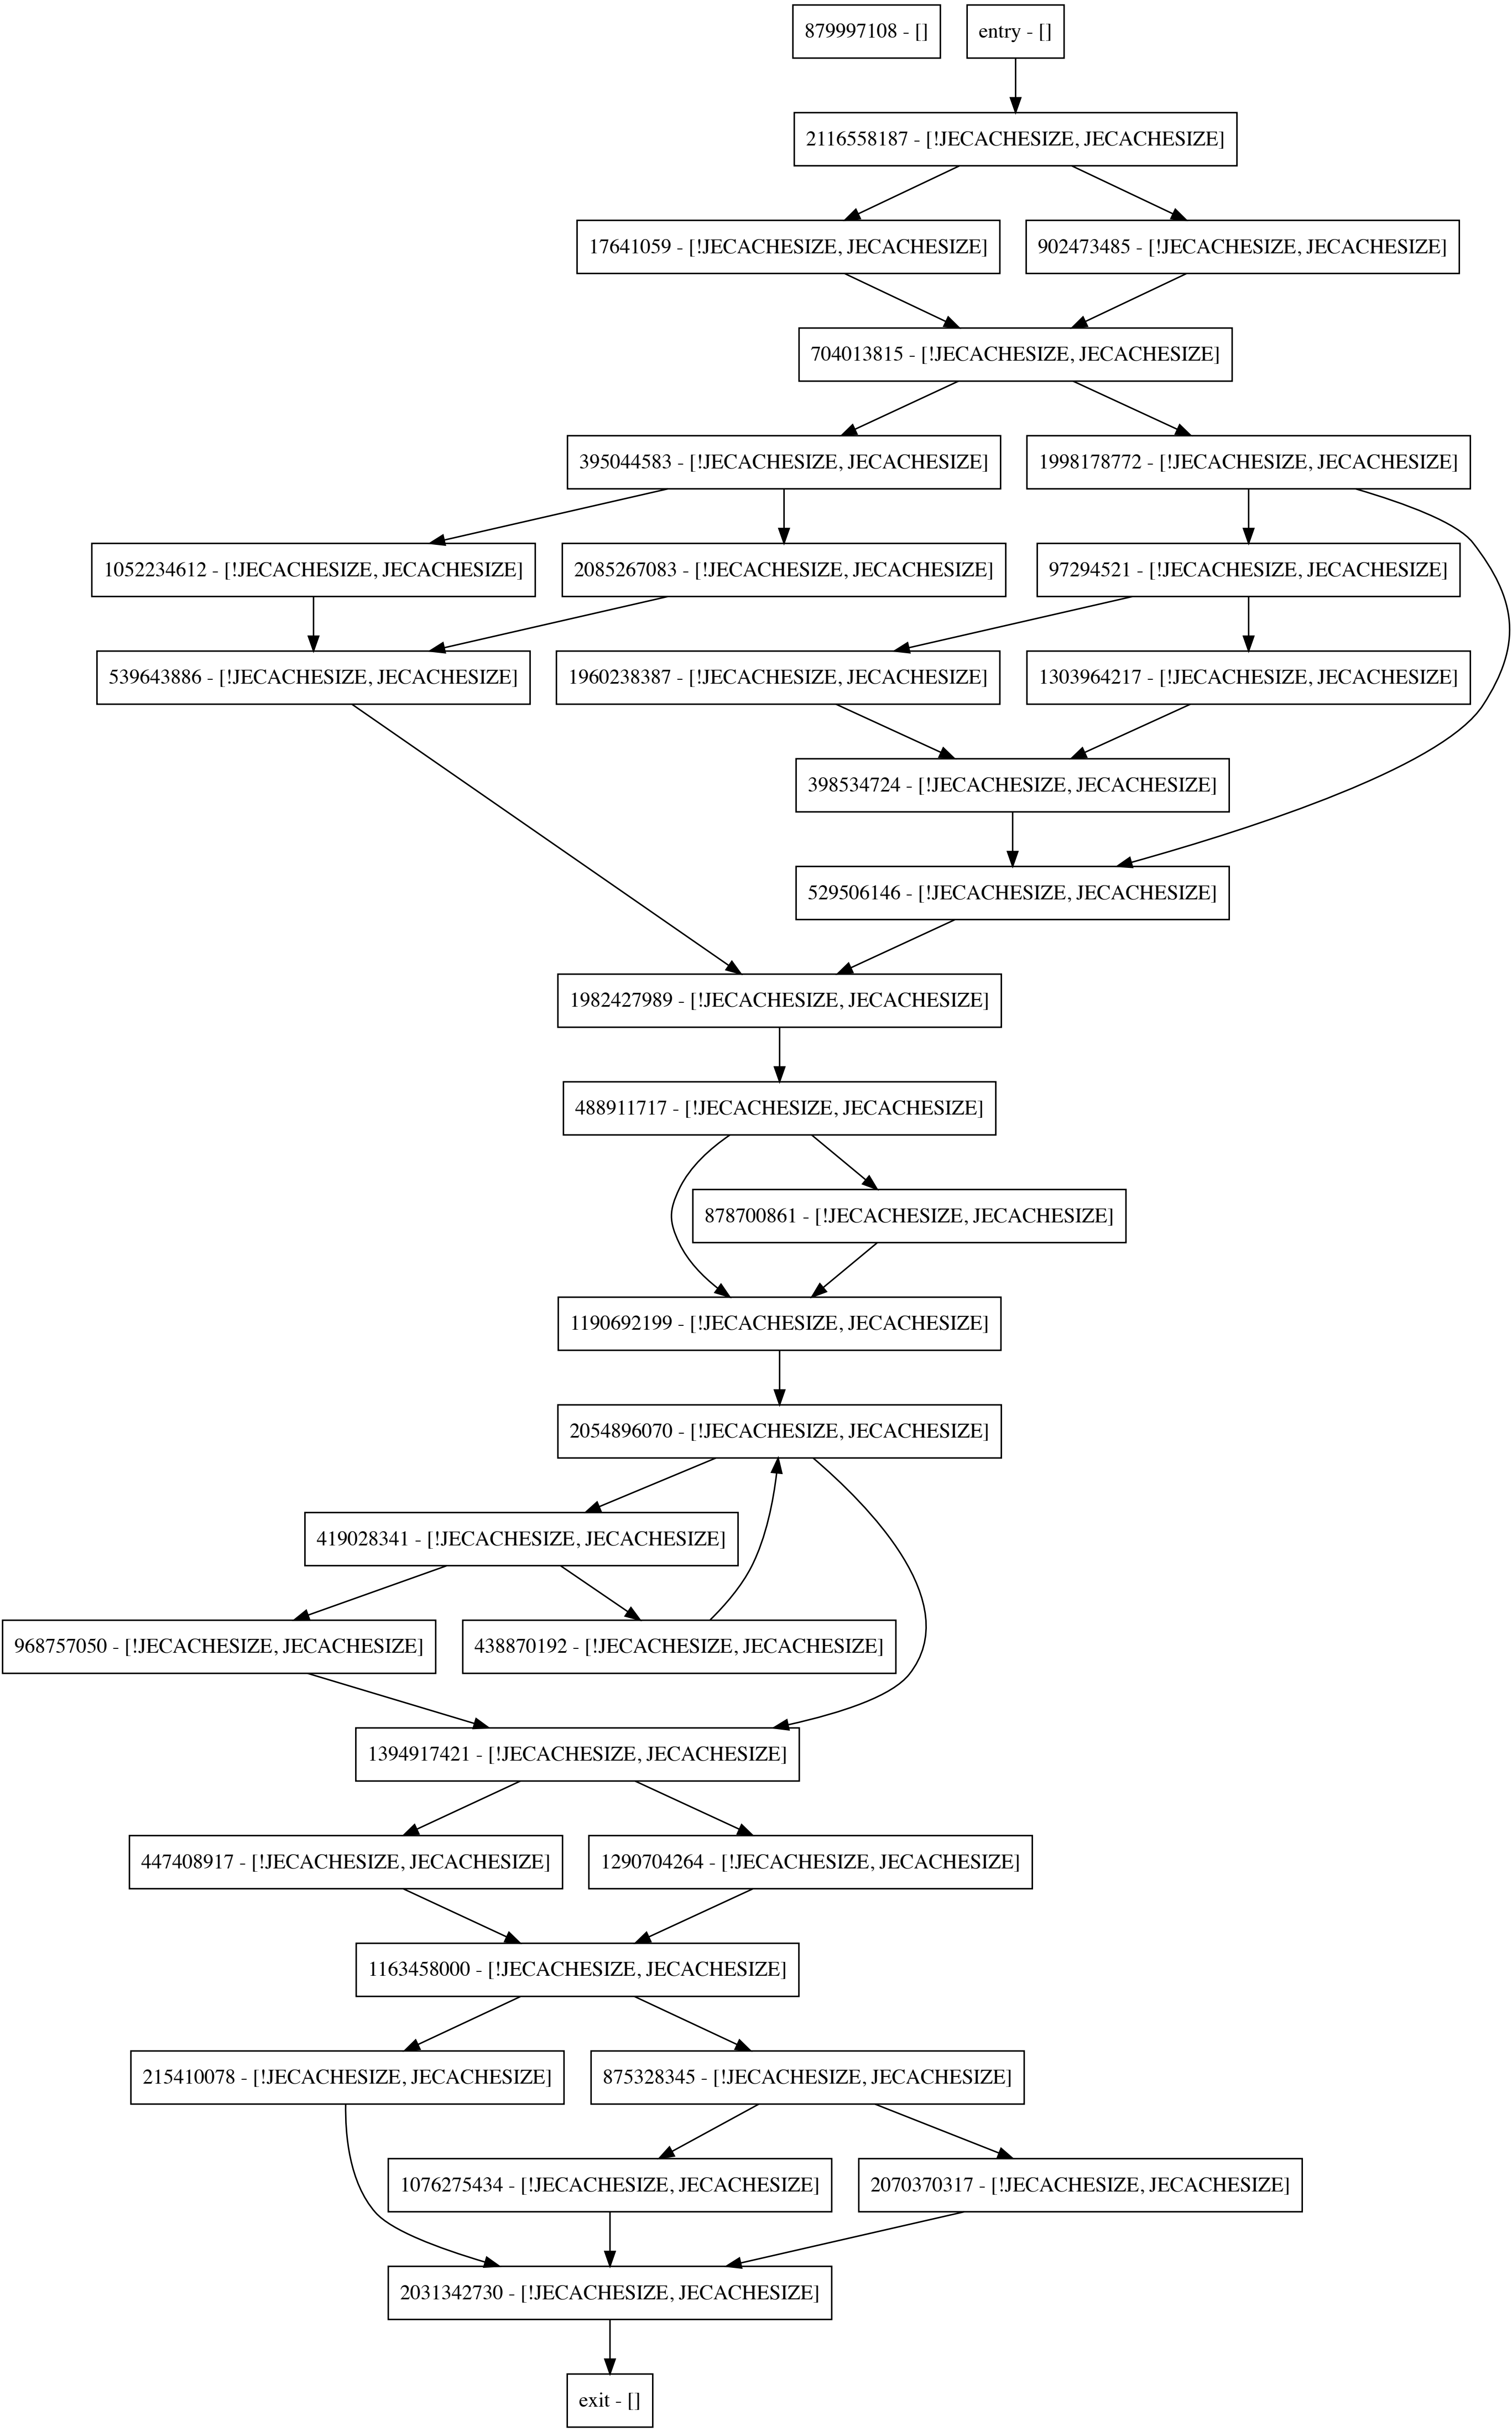 879997108 - []
entry - []
2116558187 - [!JECACHESIZE, JECACHESIZE]
17641059 - [!JECACHESIZE, JECACHESIZE]
902473485 - [!JECACHESIZE, JECACHESIZE]
704013815 - [!JECACHESIZE, JECACHESIZE]
395044583 - [!JECACHESIZE, JECACHESIZE]
1998178772 - [!JECACHESIZE, JECACHESIZE]
1052234612 - [!JECACHESIZE, JECACHESIZE]
2085267083 - [!JECACHESIZE, JECACHESIZE]
97294521 - [!JECACHESIZE, JECACHESIZE]
539643886 - [!JECACHESIZE, JECACHESIZE]
1960238387 - [!JECACHESIZE, JECACHESIZE]
1303964217 - [!JECACHESIZE, JECACHESIZE]
398534724 - [!JECACHESIZE, JECACHESIZE]
529506146 - [!JECACHESIZE, JECACHESIZE]
1982427989 - [!JECACHESIZE, JECACHESIZE]
488911717 - [!JECACHESIZE, JECACHESIZE]
878700861 - [!JECACHESIZE, JECACHESIZE]
1190692199 - [!JECACHESIZE, JECACHESIZE]
2054896070 - [!JECACHESIZE, JECACHESIZE]
419028341 - [!JECACHESIZE, JECACHESIZE]
968757050 - [!JECACHESIZE, JECACHESIZE]
438870192 - [!JECACHESIZE, JECACHESIZE]
1394917421 - [!JECACHESIZE, JECACHESIZE]
447408917 - [!JECACHESIZE, JECACHESIZE]
1290704264 - [!JECACHESIZE, JECACHESIZE]
1163458000 - [!JECACHESIZE, JECACHESIZE]
215410078 - [!JECACHESIZE, JECACHESIZE]
875328345 - [!JECACHESIZE, JECACHESIZE]
1076275434 - [!JECACHESIZE, JECACHESIZE]
2070370317 - [!JECACHESIZE, JECACHESIZE]
2031342730 - [!JECACHESIZE, JECACHESIZE]
exit - []